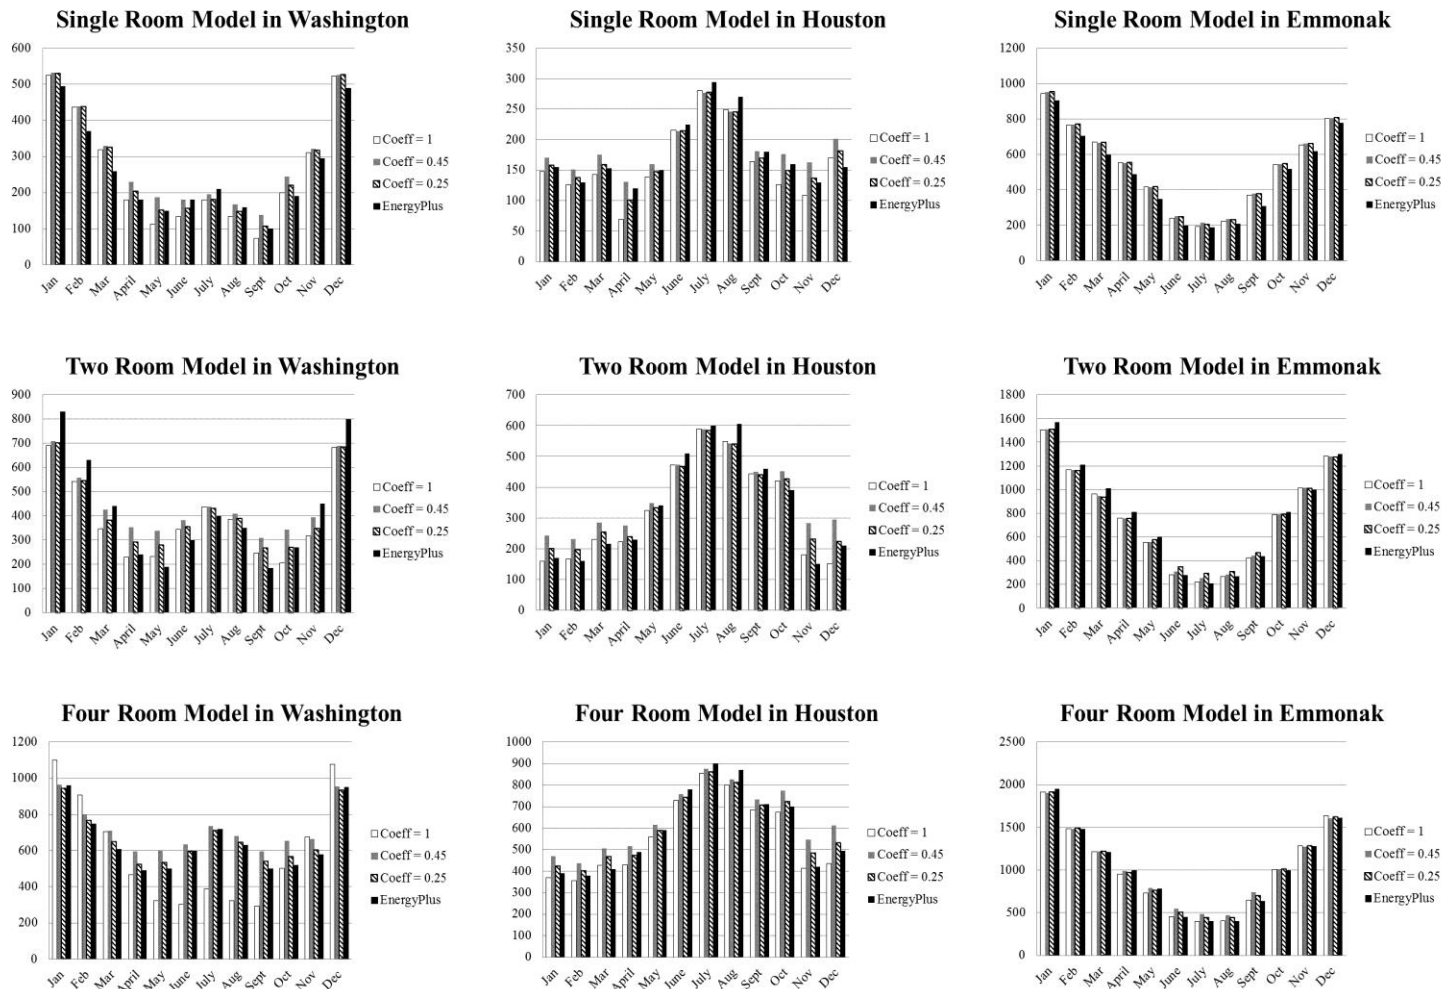 Single Room Model in Washington
600
500
400
300
200
100
0
Jan Feb Mar April May June July Aug Sept Oct Nov Dec
Coeff = 1
Coeff = 0.45
Coeff = 0.25
EnergyPlus
Single Room Model in Houston
350
300
250
200
150
100
50
0
Jan Feb Mar April May June July Aug Sept Oct Nov Dec
Coeff = 1
Coeff = 0.45
Coeff = 0.25
EnergyPlus
Single Room Model in Emmonak
1200
1000
800
600
400
200
0
Jan Feb Mar April May June July Aug Sept Oct Nov Dec
Coeff = 1
Coeff = 0.45
Coeff = 0.25
EnergyPlus
Two Room Model in Washington
900
800
700
600
500
400
300
200
100
0
Jan Feb Mar April May June July Aug Sept Oct Nov Dec
Coeff = 1
Coeff = 0.45
Coeff = 0.25
EnergyPlus
Two Room Model in Houston
700
600
500
400
300
200
100
0
Jan Feb Mar April May June July Aug Sept Oct Nov Dec
Coeff = 1
Coeff = 0.45
Coeff = 0.25
EnergyPlus
Two Room Model in Emmonak
1800
1600
1400
1200
1000
800
600
400
200
0
Jan Feb Mar April May June July Aug Sept Oct Nov Dec
Coeff = 1
Coeff = 0.45
Coeff = 0.25
EnergyPlus
Four Room Model in Washington
1200
1000
800
600
400
200
0
Jan Feb Mar April May June July Aug Sept Oct Nov Dec
Coeff = 1
Coeff = 0.45
Coeff = 0.25
EnergyPlus
Four Room Model in Houston
1000
900
800
700
600
500
400
300
200
100
0
Jan Feb Mar April May June July Aug Sept Oct Nov Dec
Coeff = 1
Coeff = 0.45
Coeff = 0.25
EnergyPlus
Four Room Model in Emmonak
2500
2000
1500
1000
500
0
Jan Feb Mar April May June July Aug Sept Oct Nov Dec
Coeff = 1
Coeff = 0.45
Coeff = 0.25
EnergyPlus